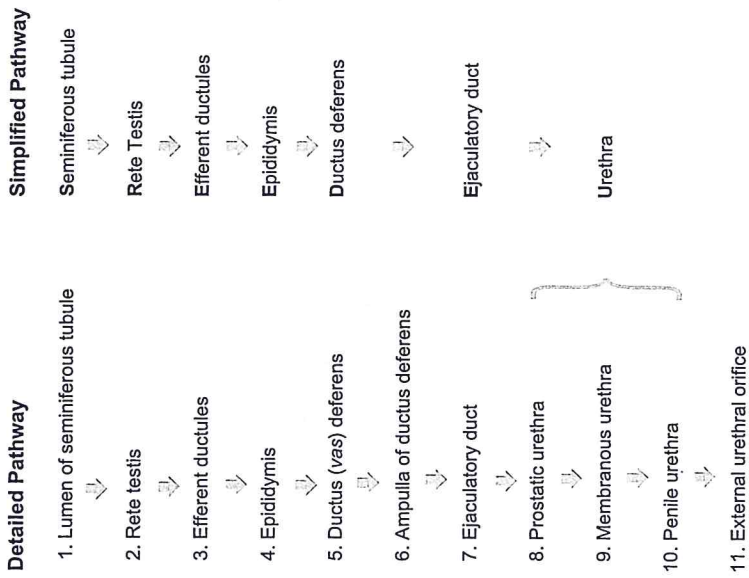 Detailed Pathway
1. Lumen of seminiferous tubule
2. Rete testis
3. Efferent ductules
4. Epididymis
5. Ductus (vas) deferens
6. Ampulla of ductus deferens
7. Ejaculatory duct
8. Prostatic urethra
9. Membranous urethra
10. Penile urethra
11. External urethral orifice
Simplified Pathway
Seminiferous tubule
Rete Testis
Efferent ductules
Epididymis
Ductus deferens
Ejaculatory duct
Urethra